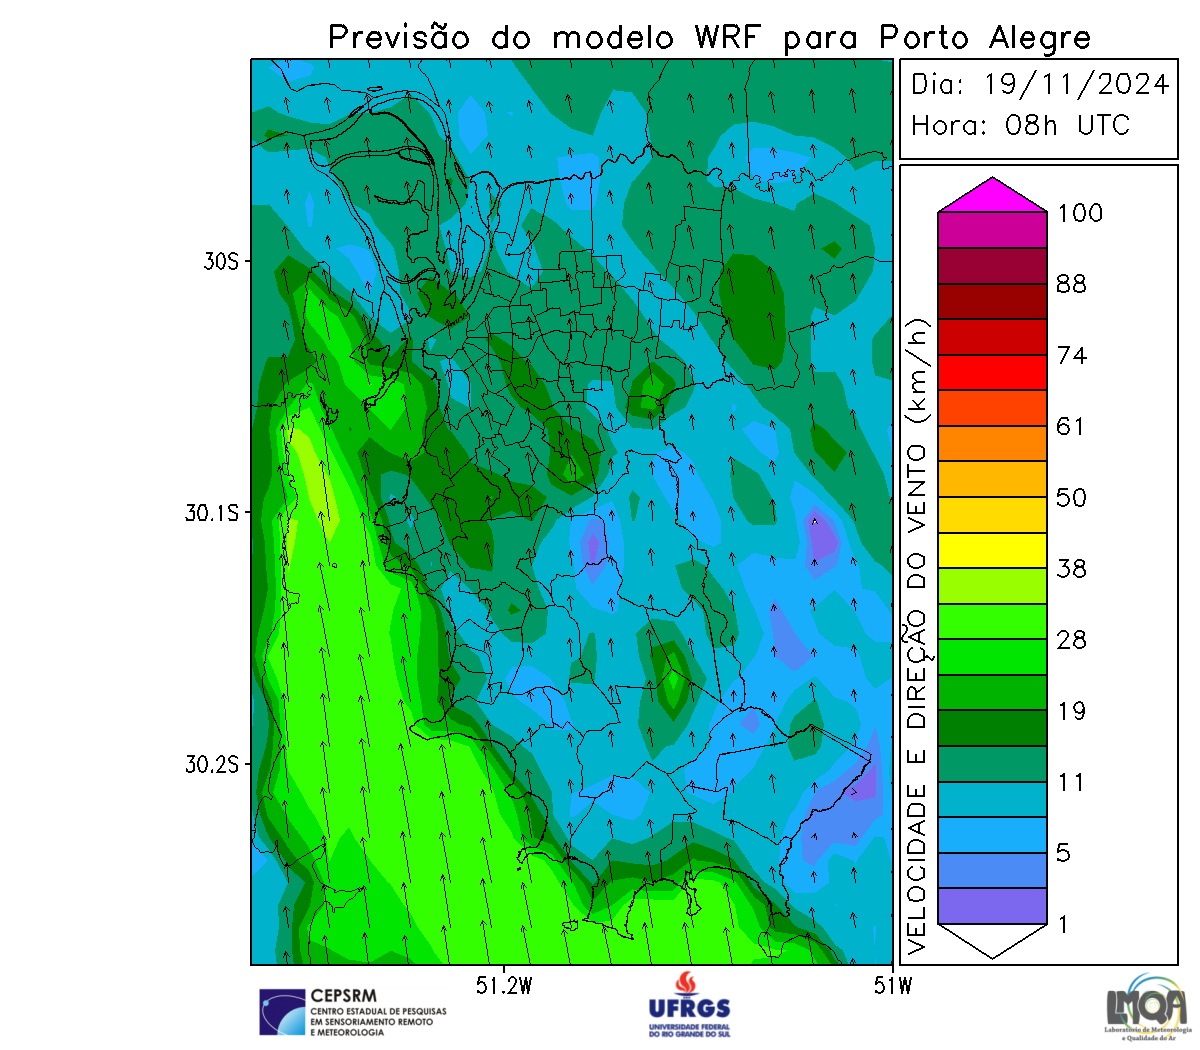 Previsão do modelo WRF para Porto Alegre
Dia: 19/11/2024
Hora: 08h UTC
30S
30.1S
30.2S
51.2W
51W
VELOCIDADE E DIREÇÃO DO VENTO (km/h)
100
88
74
61
50
38
28
19
11
5
1
CEPSRM
CENTRO ESTADUAL DE PESQUISAS
EM SENSORIAMENTO REMOTO
E METEOROLOGIA
UFRGS
UNIVERSIDADE FEDERAL
DO RIO GRANDE DO SUL
LMQA
Laboratório de Meteorologia
e Qualidade do Ar